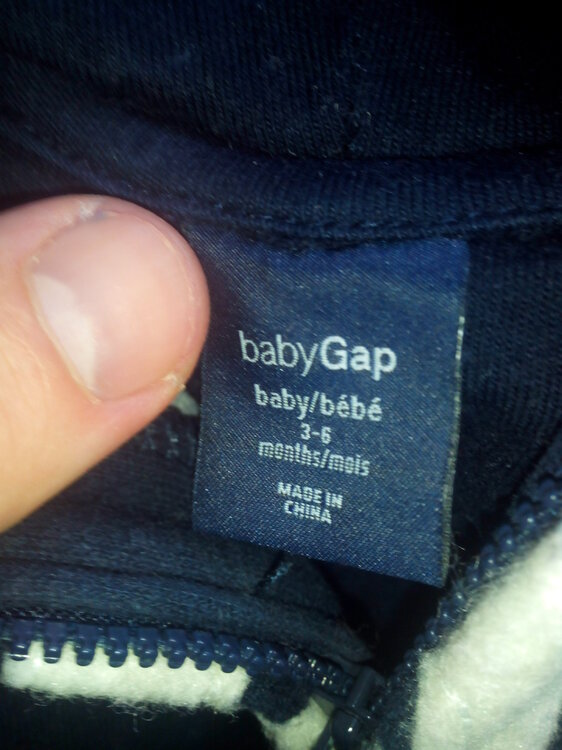 babyGap
baby/bébé
3-6
months/mois
MADE IN
CHINA